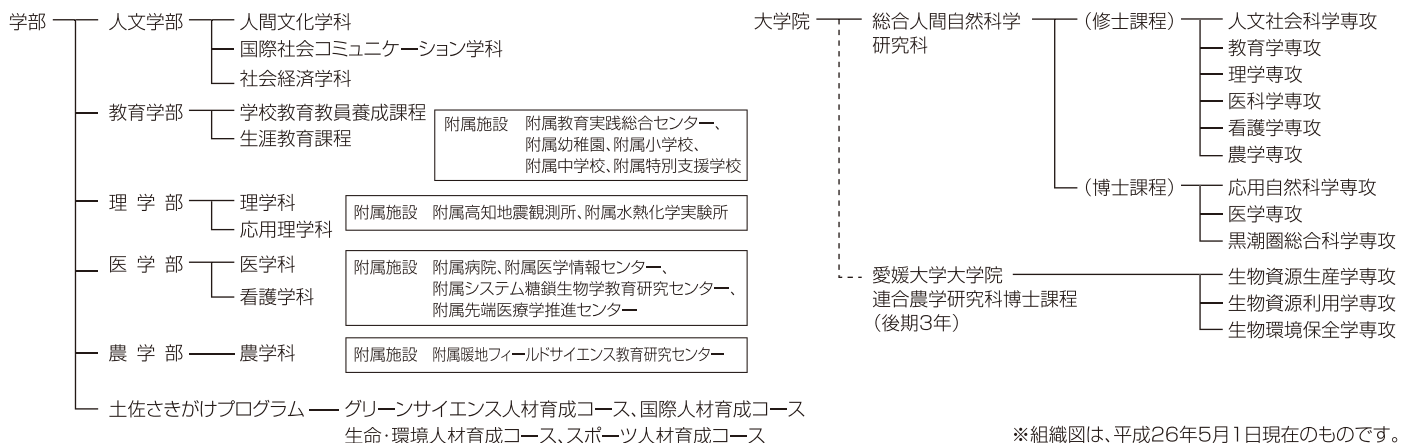 学部
人文学部
人間文化学科
国際社会コミュニケーション学科
社会経済学科
教育学部
学校教育教員養成課程
生涯教育課程
附属施設 附属教育実践総合センター、
附属幼稚園、附属小学校、
附属中学校、附属特別支援学校
理学部
理学科
応用理学科
附属施設 附属高知地震観測所、附属水熱化学実験所
医学部
医学科
看護学科
附属施設 附属病院、附属医学情報センター、
附属システム糖鎖生物学教育研究センター、
附属先端医療学推進センター
農学部
農学科
附属施設 附属暖地フィールドサイエンス教育研究センター
土佐さきがけプログラム
グリーンサイエンス人材育成コース、国際人材育成コース
生命・環境人材育成コース、スポーツ人材育成コース
大学院
総合人間自然科学
研究科
(修士課程)
人文社会科学専攻
教育学専攻
理学専攻
医科学専攻
看護学専攻
農学専攻
(博士課程)
応用自然科学専攻
医学専攻
黒潮圏総合科学専攻
愛媛大学大学院
連合農学研究科博士課程
(後期3年)
生物資源生産学専攻
生物資源利用学専攻
生物環境保全学専攻
※組織図は、平成26年5月1日現在のものです。